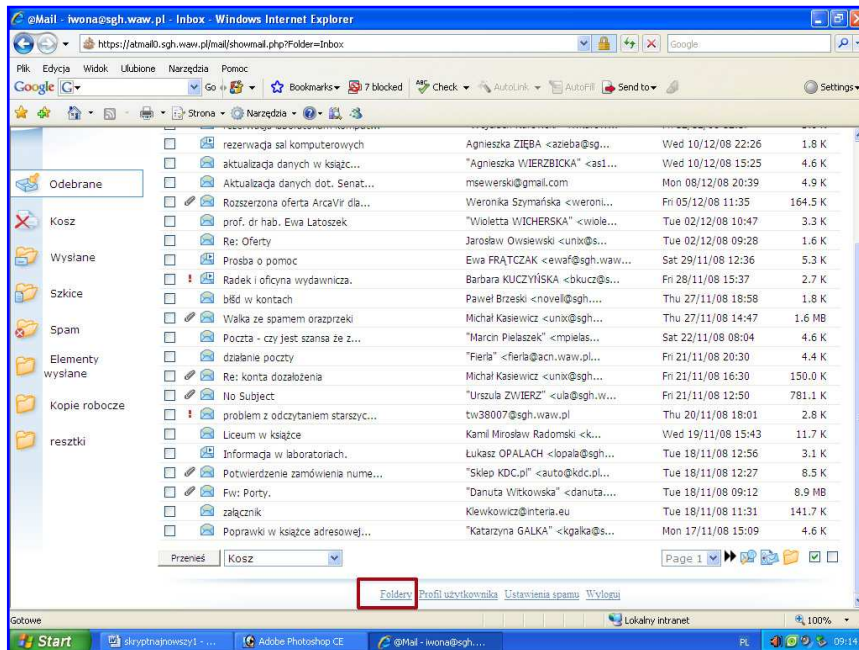 @Mail - iwona@sgh.waw.pl - Inbox - Windows Internet Explorer
https://atmail0.sgh.waw.pl/mail/showmail.php?Folder=Inbox Google
Plik Edycja Widok Ulubione Narzędzia Pomoc
Google G Go Bookmarks 7 blocked ABC Check AutoLink AutoFill Send to Settings
Strona Narzędzia
rezerwacja sal komputerowych Agnieszka ZIĘBA <azieba@sg... Wed 10/12/08 22:26 1.8 K
aktualizacja danych w książc... "Agnieszka WIERZBICKA" <as1... Wed 10/12/08 15:25 4.6 K
Odebrane Aktualizacja danych dot. Senat... msewerski@gmail.com Mon 08/12/08 20:39 4.9 K
Rozszerzona oferta ArcaVir dla... Weronika Szymańska <weroni... Fri 05/12/08 11:35 164.5 K
Kosz prof. dr hab. Ewa Latoszek "Wioletta WICHERSKA" <wiole... Tue 02/12/08 10:47 3.3 K
Re: Oferty Jarosław Owsiewski <unix@s... Tue 02/12/08 09:28 1.6 K
Wysłane Prosba o pomoc Ewa FRĄTCZAK <ewaf@sgh.waw... Sat 29/11/08 12:36 5.3 K
! Radek i oficyna wydawnicza. Barbara KUCZYŃSKA <bkucz@s... Fri 28/11/08 15:37 2.7 K
Szkice błśd w kontach Paweł Brzeski <novell@sgh.... Thu 27/11/08 18:58 1.8 K
Walka ze spamem orazprzeki Michał Kasiewicz <unix@sgh... Thu 27/11/08 14:47 1.6 MB
Spam Poczta - czy jest szansa że z... "Marcin Pielaszek" <mpielas... Sat 22/11/08 08:04 4.6 K
działanie poczty "Fierla" <fierla@acn.waw.pl... Fri 21/11/08 20:30 4.4 K
Elementy wysłane Re: konta dozałożenia Michał Kasiewicz <unix@sgh... Fri 21/11/08 16:30 150.0 K
No Subject "Urszula ZWIERZ" <ula@sgh.w... Fri 21/11/08 12:50 781.1 K
Kopie robocze ! problem z odczytaniem starszyc... tw38007@sgh.waw.pl Thu 20/11/08 18:01 2.8 K
Liceum w książce Kamil Mirosław Radomski <k... Wed 19/11/08 15:43 11.7 K
resztki Informacja w laboratoriach. Łukasz OPALACH <lopala@sgh... Tue 18/11/08 12:56 3.1 K
Potwierdzenie zamówienia nume... "Sklep KDC.pl" <auto@kdc.pl... Tue 18/11/08 12:27 8.5 K
Fw: Porty. "Danuta Witkowska" <danuta.... Tue 18/11/08 09:12 8.9 MB
załącznik Klewkowicz@interia.eu Tue 18/11/08 11:31 141.7 K
Poprawki w książce adresowej... "Katarzyna GALKA" <kgalka@s... Mon 17/11/08 15:09 4.6 K
Przenieś Kosz Page 1
Foldery Profil użytkownika Ustawienia spamu Wyloguj
Gotowe Lokalny intranet 100%
Start skryptnajnowszy1 - ... Adobe Photoshop CE @Mail - iwona@sgh.... PL 09:14